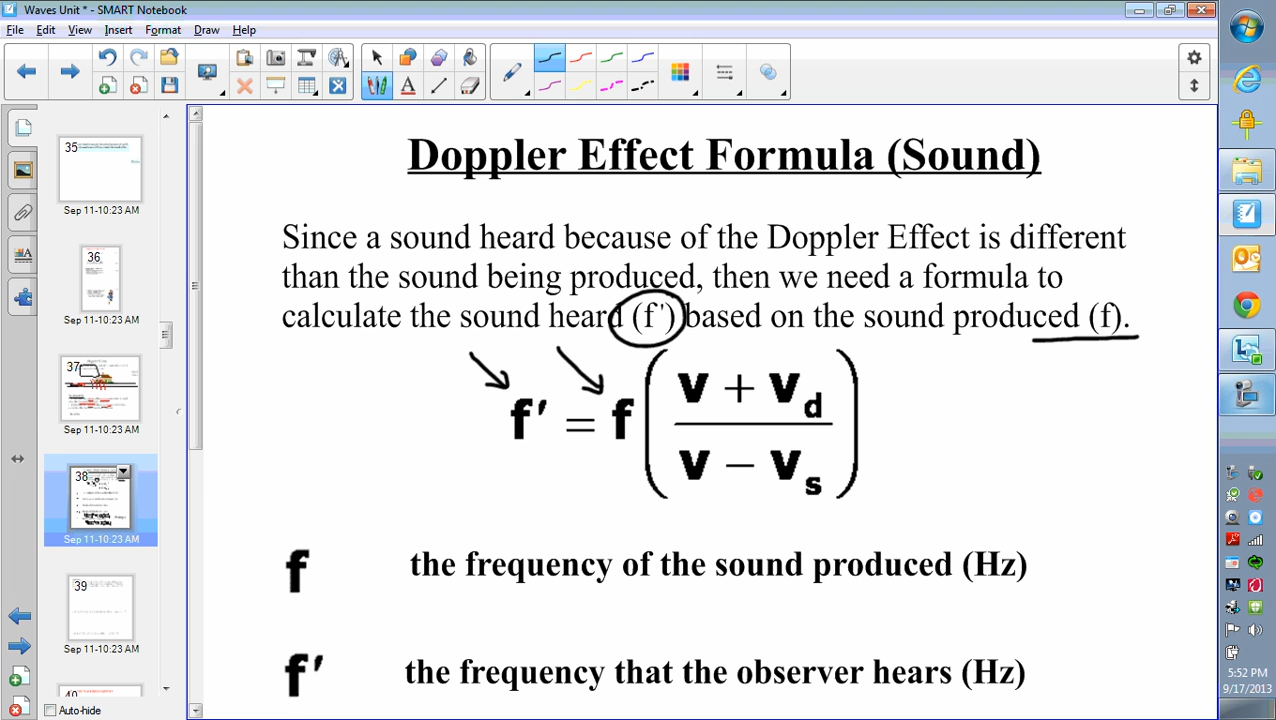 Waves Unit * - SMART Notebook
File Edit View Insert Format Draw Help
35
Sep 11-10:23 AM
36
Sep 11-10:23 AM
37
Sep 11-10:23 AM
38
Sep 11-10:23 AM
39
Sep 11-10:23 AM
40
Auto-hide
Doppler Effect Formula (Sound)
Since a sound heard because of the Doppler Effect is different
than the sound being produced, then we need a formula to
calculate the sound heard (f') based on the sound produced (f).
f′ = f ( v + v_d / v − v_s )
f the frequency of the sound produced (Hz)
f′ the frequency that the observer hears (Hz)
5:52 PM
9/17/2013